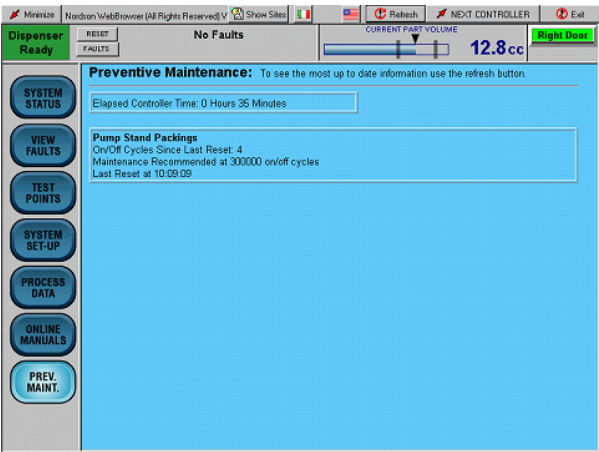 Minimize
Nordson WebBrowser (All Rights Reserved) V
Show Sites
Refresh
NEXT CONTROLLER
Exit
Dispenser
Ready
RESET
FAULTS
No Faults
CURRENT PART VOLUME
12.8cc
Right Door
Preventive Maintenance: To see the most up to date information use the refresh button.
Elapsed Controller Time: 0 Hours 35 Minutes
Pump Stand Packings
On/Off Cycles Since Last Reset: 4
Maintenance Recommended at 300000 on/off cycles
Last Reset at 10:09:09
SYSTEM
STATUS
VIEW
FAULTS
TEST
POINTS
SYSTEM
SET-UP
PROCESS
DATA
ONLINE
MANUALS
PREV.
MAINT.